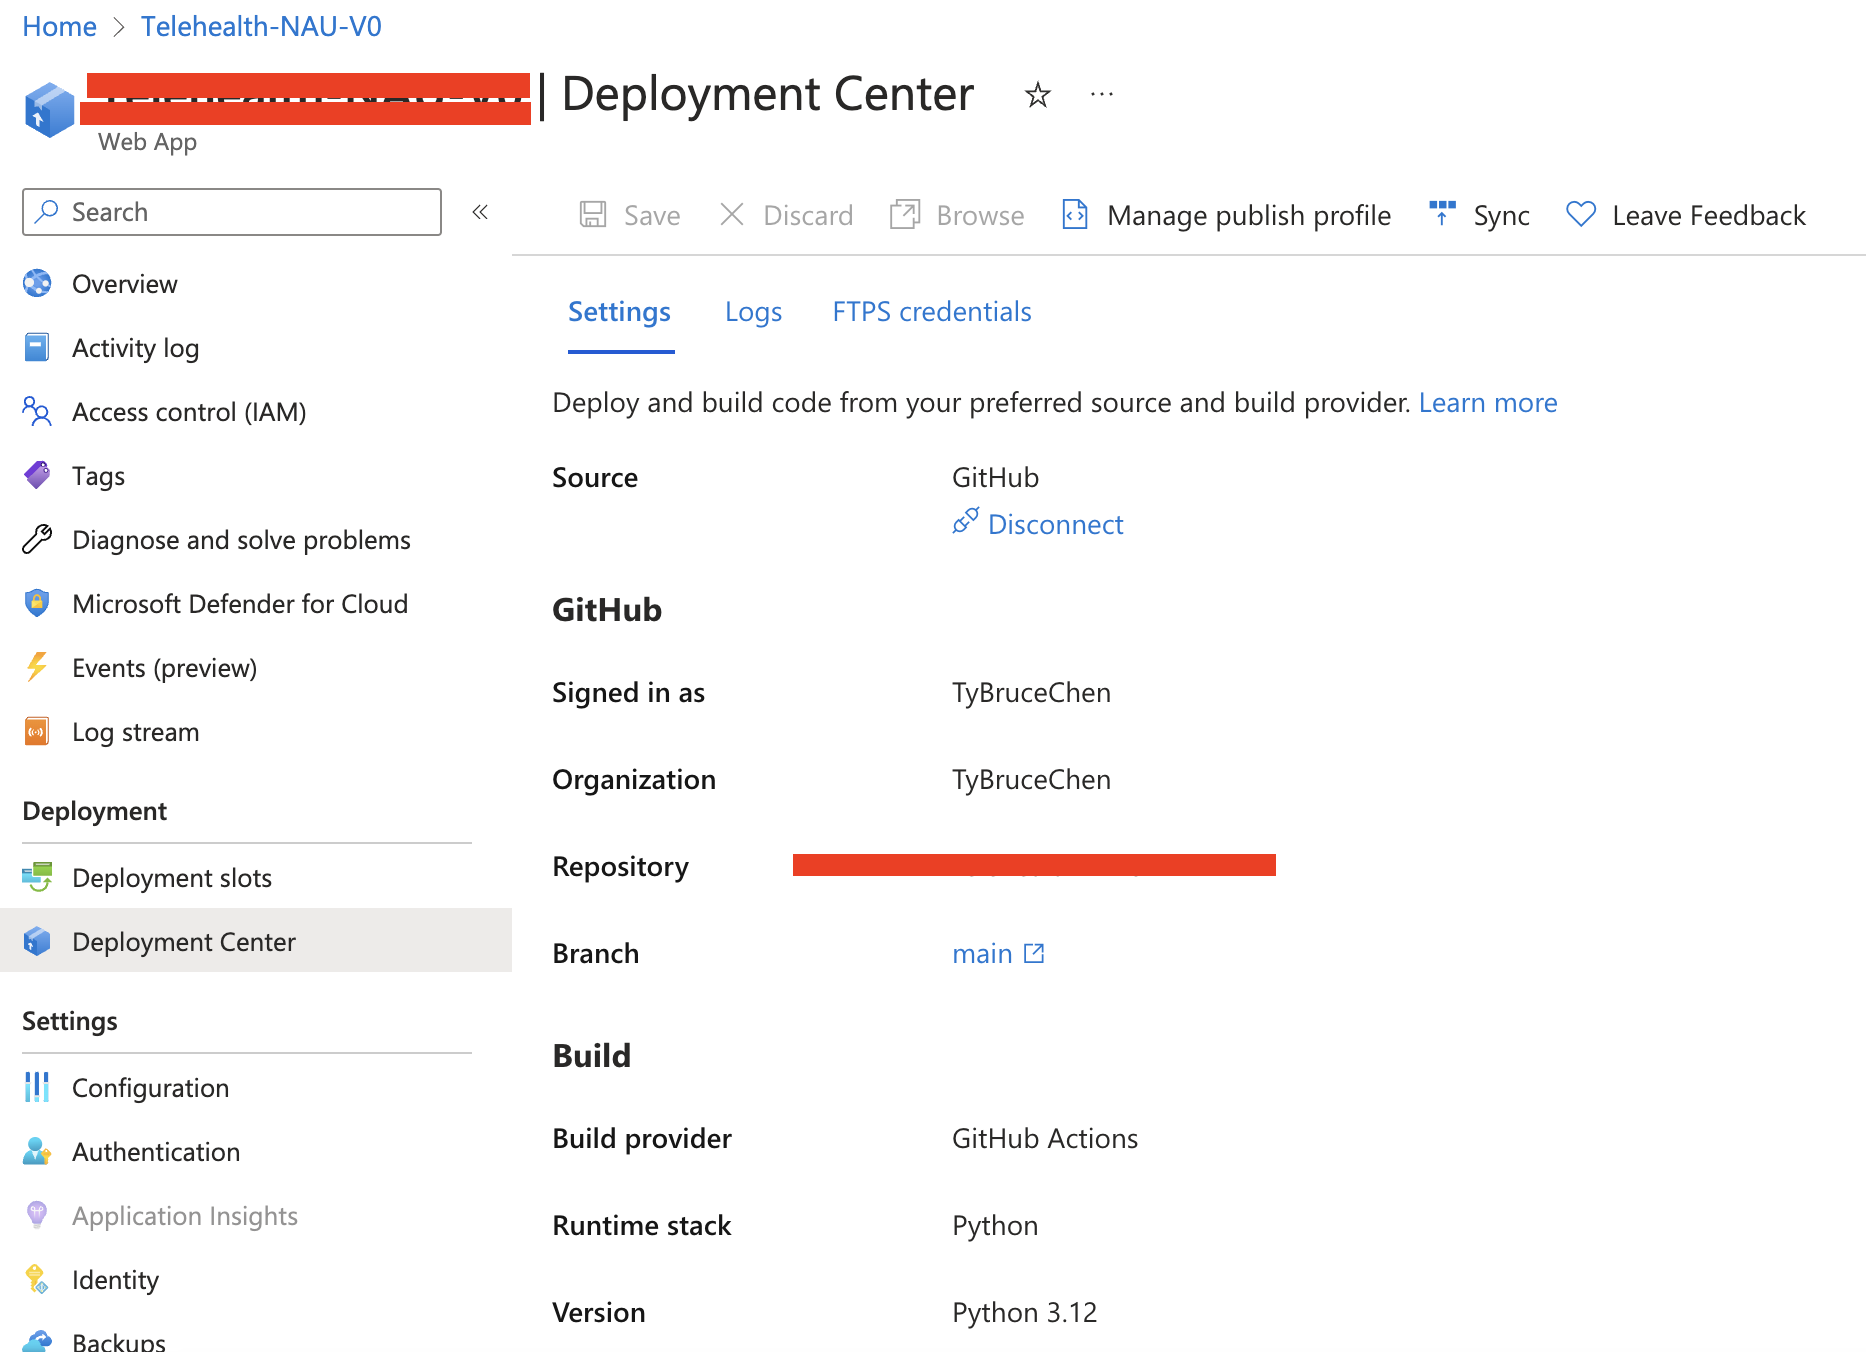 Home > Telehealth-NAU-V0
| Deployment Center
Web App
Search
Save
Discard
Browse
Manage publish profile
Sync
Leave Feedback
Overview
Activity log
Access control (IAM)
Tags
Diagnose and solve problems
Microsoft Defender for Cloud
Events (preview)
Log stream
Deployment
Deployment slots
Deployment Center
Settings
Configuration
Authentication
Application Insights
Identity
Backups
Settings
Logs
FTPS credentials
Deploy and build code from your preferred source and build provider. Learn more
Source GitHub
Disconnect
GitHub
Signed in as TyBruceChen
Organization TyBruceChen
Repository
Branch main
Build
Build provider GitHub Actions
Runtime stack Python
Version Python 3.12